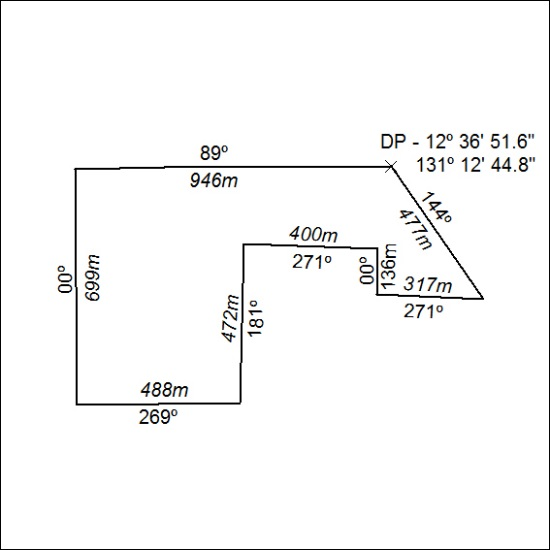 DP - 12º 36' 51.6"
131º 12' 44.8"
89º
946m
144º
477m
400m
271º
00º
136m
317m
271º
00º
699m
472m
181º
488m
269º